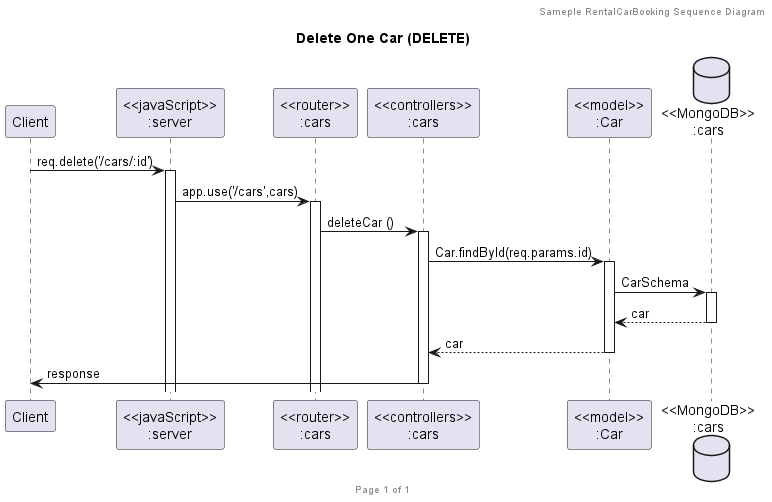 Sameple RentalCarBooking Sequence Diagram
Delete One Car (DELETE)
Client
<<javaScript>>
:server
<<router>>
:cars
<<controllers>>
:cars
<<model>>
:Car
<<MongoDB>>
:cars
req.delete('/cars/:id')
app.use('/cars',cars)
deleteCar ()
Car.findById(req.params.id)
CarSchema
car
car
response
Client
<<javaScript>>
:server
<<router>>
:cars
<<controllers>>
:cars
<<model>>
:Car
<<MongoDB>>
:cars
Page 1 of 1